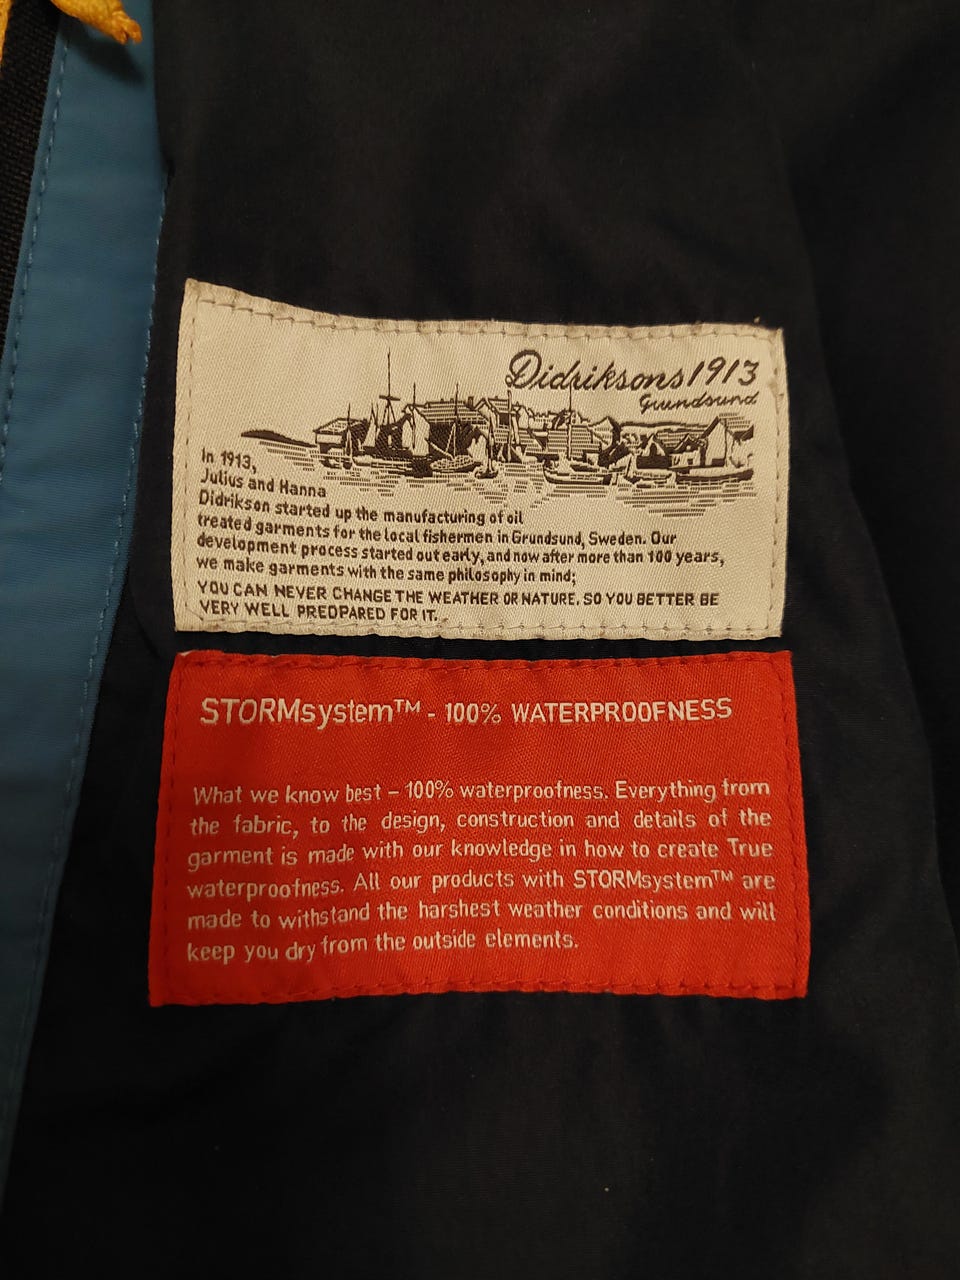 Didriksons1913
Grundsund
In 1913,
Julius and Hanna
Didrikson started up the manufacturing of oil
treated garments for the local fishermen in Grundsund, Sweden. Our
development process started out early, and now after more than 100 years,
we make garments with the same philosophy in mind;
YOU CAN NEVER CHANGE THE WEATHER OR NATURE, SO YOU BETTER BE
VERY WELL PREDPARED FOR IT.
STORMsystem™ - 100% WATERPROOFNESS
What we know best – 100% waterproofness. Everything from
the fabric, to the design, construction and details of the
garment is made with our knowledge in how to create True
waterproofness. All our products with STORMsystem™ are
made to withstand the harshest weather conditions and will
keep you dry from the outside elements.